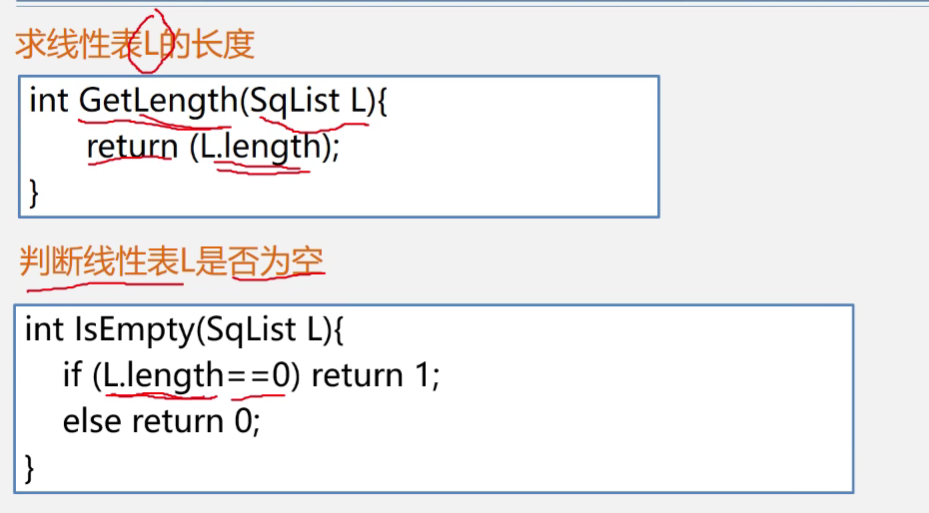 求线性表L的长度
int GetLength(SqList L){
return (L.length);
}
判断线性表L是否为空
int IsEmpty(SqList L){
if (L.length==0) return 1;
else return 0;
}